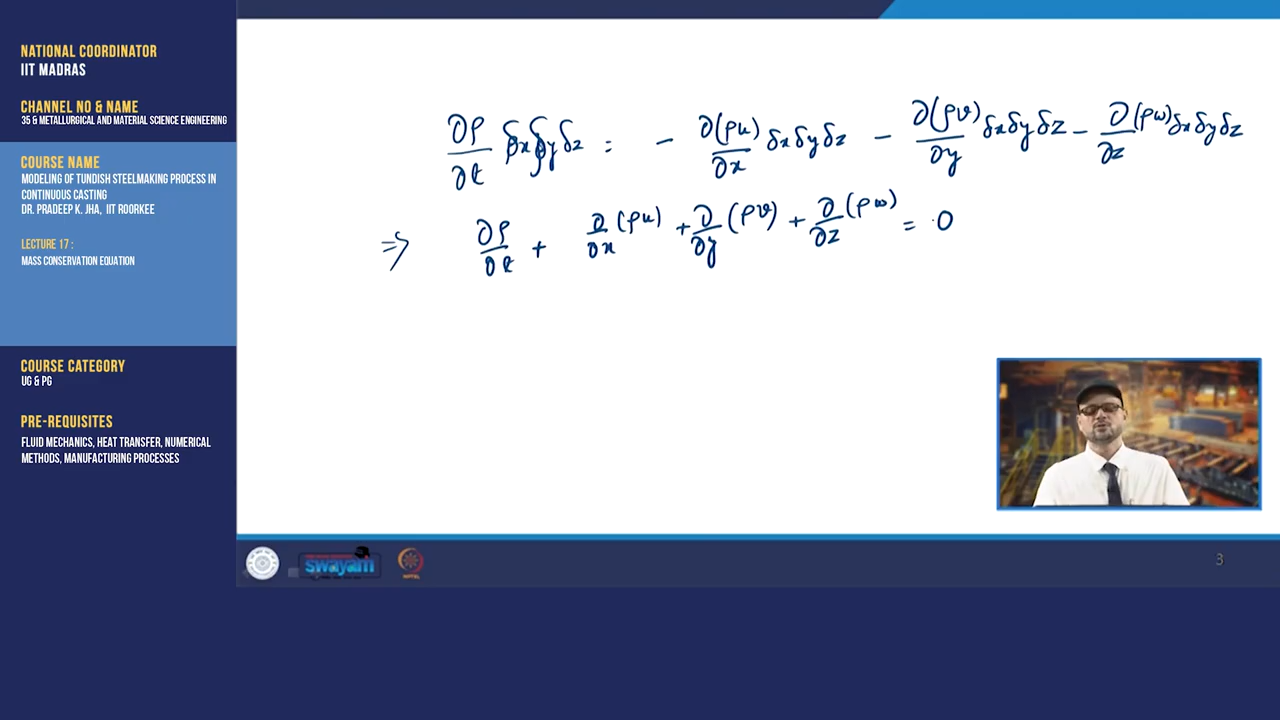 NATIONAL COORDINATOR
IIT MADRAS
CHANNEL NO & NAME
35 & METALLURGICAL AND MATERIAL SCIENCE ENGINEERING
COURSE NAME
MODELING OF TUNDISH STEELMAKING PROCESS IN
CONTINUOUS CASTING
DR. PRADEEP K. JHA, IIT ROORKEE
LECTURE 17 :
MASS CONSERVATION EQUATION
COURSE CATEGORY
UG & PG
PRE-REQUISITES
FLUID MECHANICS, HEAT TRANSFER, NUMERICAL
METHODS, MANUFACTURING PROCESSES
∂ρ/∂t δxδyδz = - ∂(ρu)/∂x δxδyδz - ∂(ρv)/∂y δxδyδz - ∂/∂z (ρw) δxδyδz
⇒ ∂ρ/∂t + ∂/∂x (ρu) + ∂/∂y (ρv) + ∂/∂z (ρw) = 0
swayam
3